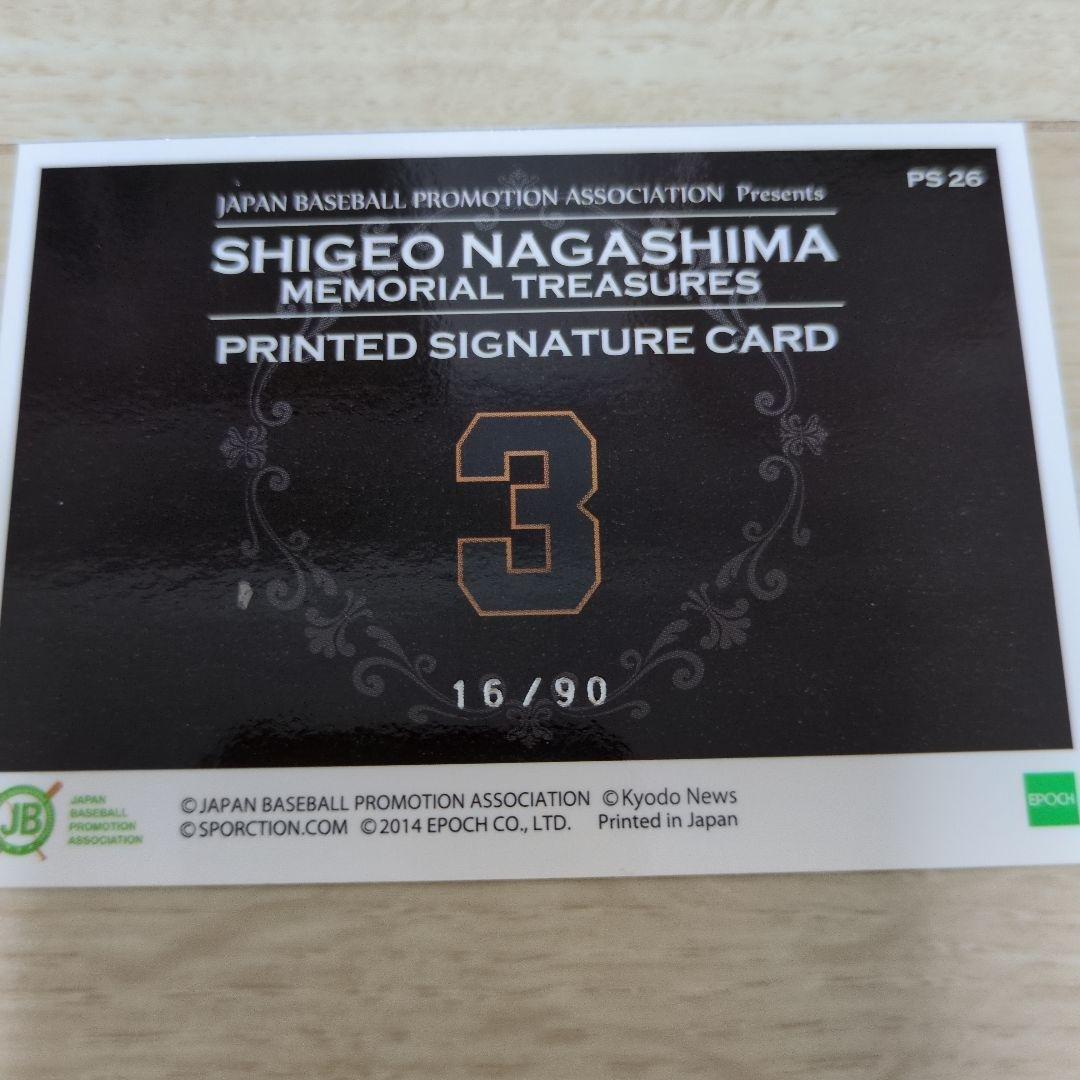 PS 26
JAPAN BASEBALL PROMOTION ASSOCIATION Presents
SHIGEO NAGASHIMA
MEMORIAL TREASURES
PRINTED SIGNATURE CARD
3
16/90
JB
JAPAN
BASEBALL
PROMOTION
ASSOCIATION
©JAPAN BASEBALL PROMOTION ASSOCIATION ©Kyodo News
©SPORCTION.COM ©2014 EPOCH CO., LTD. Printed in Japan
EPOCH